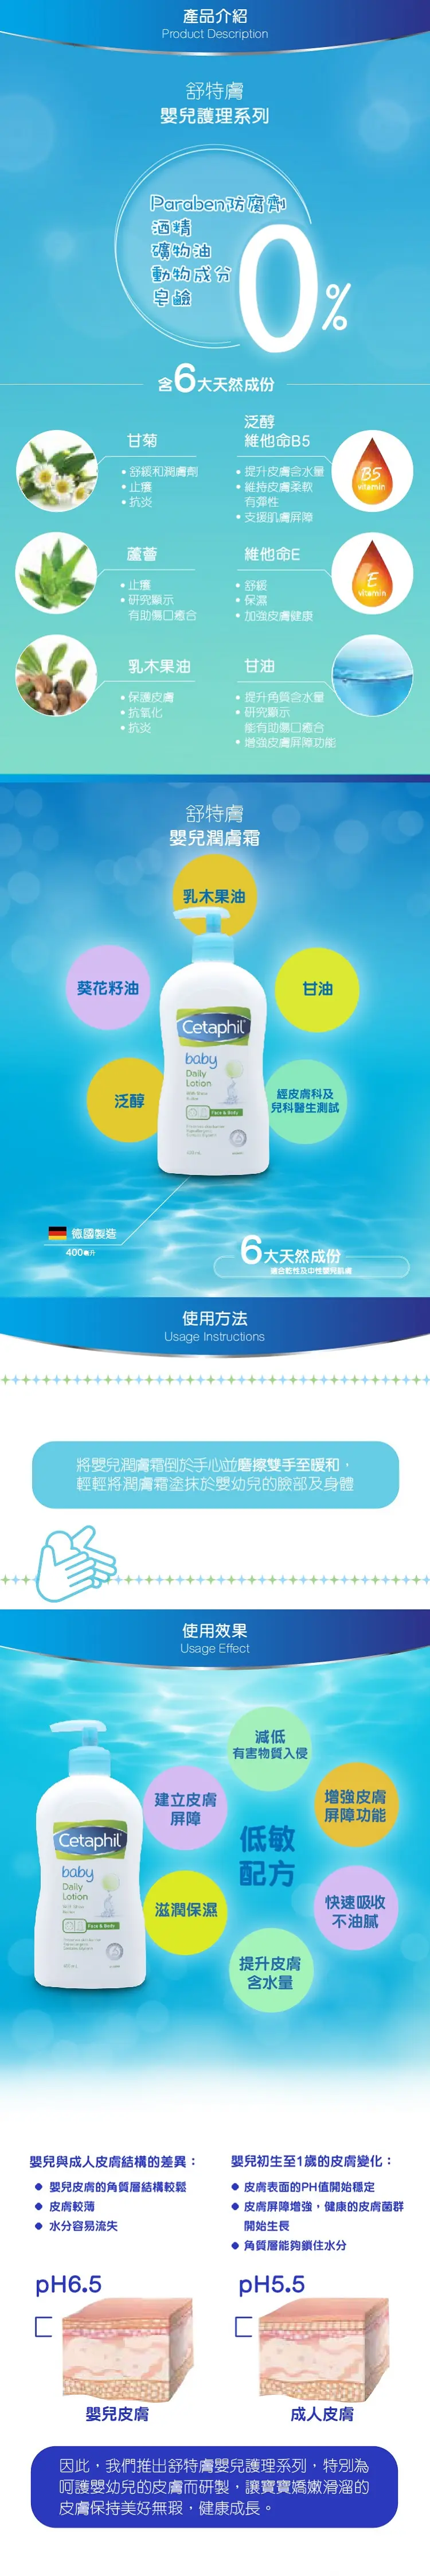 產品介紹
Product Description
舒特膚
嬰兒護理系列
Paraben防腐劑
酒精
礦物油
動物成分
皂鹼
0%
含6大天然成份
甘菊
• 舒緩和潤膚劑
• 止癢
• 抗炎
泛醇
維他命B5
• 提升皮膚含水量
• 維持皮膚柔軟
有彈性
• 支援肌膚屏障
B5
vitamin
蘆薈
• 止癢
• 研究顯示
有助傷口癒合
維他命E
• 舒緩
• 保濕
• 加強皮膚健康
E
vitamin
乳木果油
• 保護皮膚
• 抗氧化
• 抗炎
甘油
• 提升角質含水量
• 研究顯示
能有助傷口癒合
• 增強皮膚屏障功能
舒特膚
嬰兒潤膚霜
乳木果油
葵花籽油
甘油
泛醇
經皮膚科及
兒科醫生測試
Cetaphil
baby
Daily
Lotion
With Shea
Butter
Face & Body
400 mL
德國製造
400毫升
6大天然成份
適合乾性及中性嬰兒肌膚
使用方法
Usage Instructions
將嬰兒潤膚霜倒於手心並磨擦雙手至暖和，
輕輕將潤膚霜塗抹於嬰幼兒的臉部及身體
使用效果
Usage Effect
減低
有害物質入侵
建立皮膚
屏障
增強皮膚
屏障功能
低敏
配方
滋潤保濕
快速吸收
不油膩
提升皮膚
含水量
Cetaphil
baby
Daily
Lotion
With Shea
Butter
Face & Body
嬰兒與成人皮膚結構的差異：
● 嬰兒皮膚的角質層結構較鬆
● 皮膚較薄
● 水分容易流失
嬰兒初生至1歲的皮膚變化：
● 皮膚表面的PH值開始穩定
● 皮膚屏障增強，健康的皮膚菌群
開始生長
● 角質層能夠鎖住水分
pH6.5
嬰兒皮膚
pH5.5
成人皮膚
因此，我們推出舒特膚嬰兒護理系列，特別為
呵護嬰幼兒的皮膚而研製，讓寶寶嬌嫩滑溜的
皮膚保持美好無瑕，健康成長。